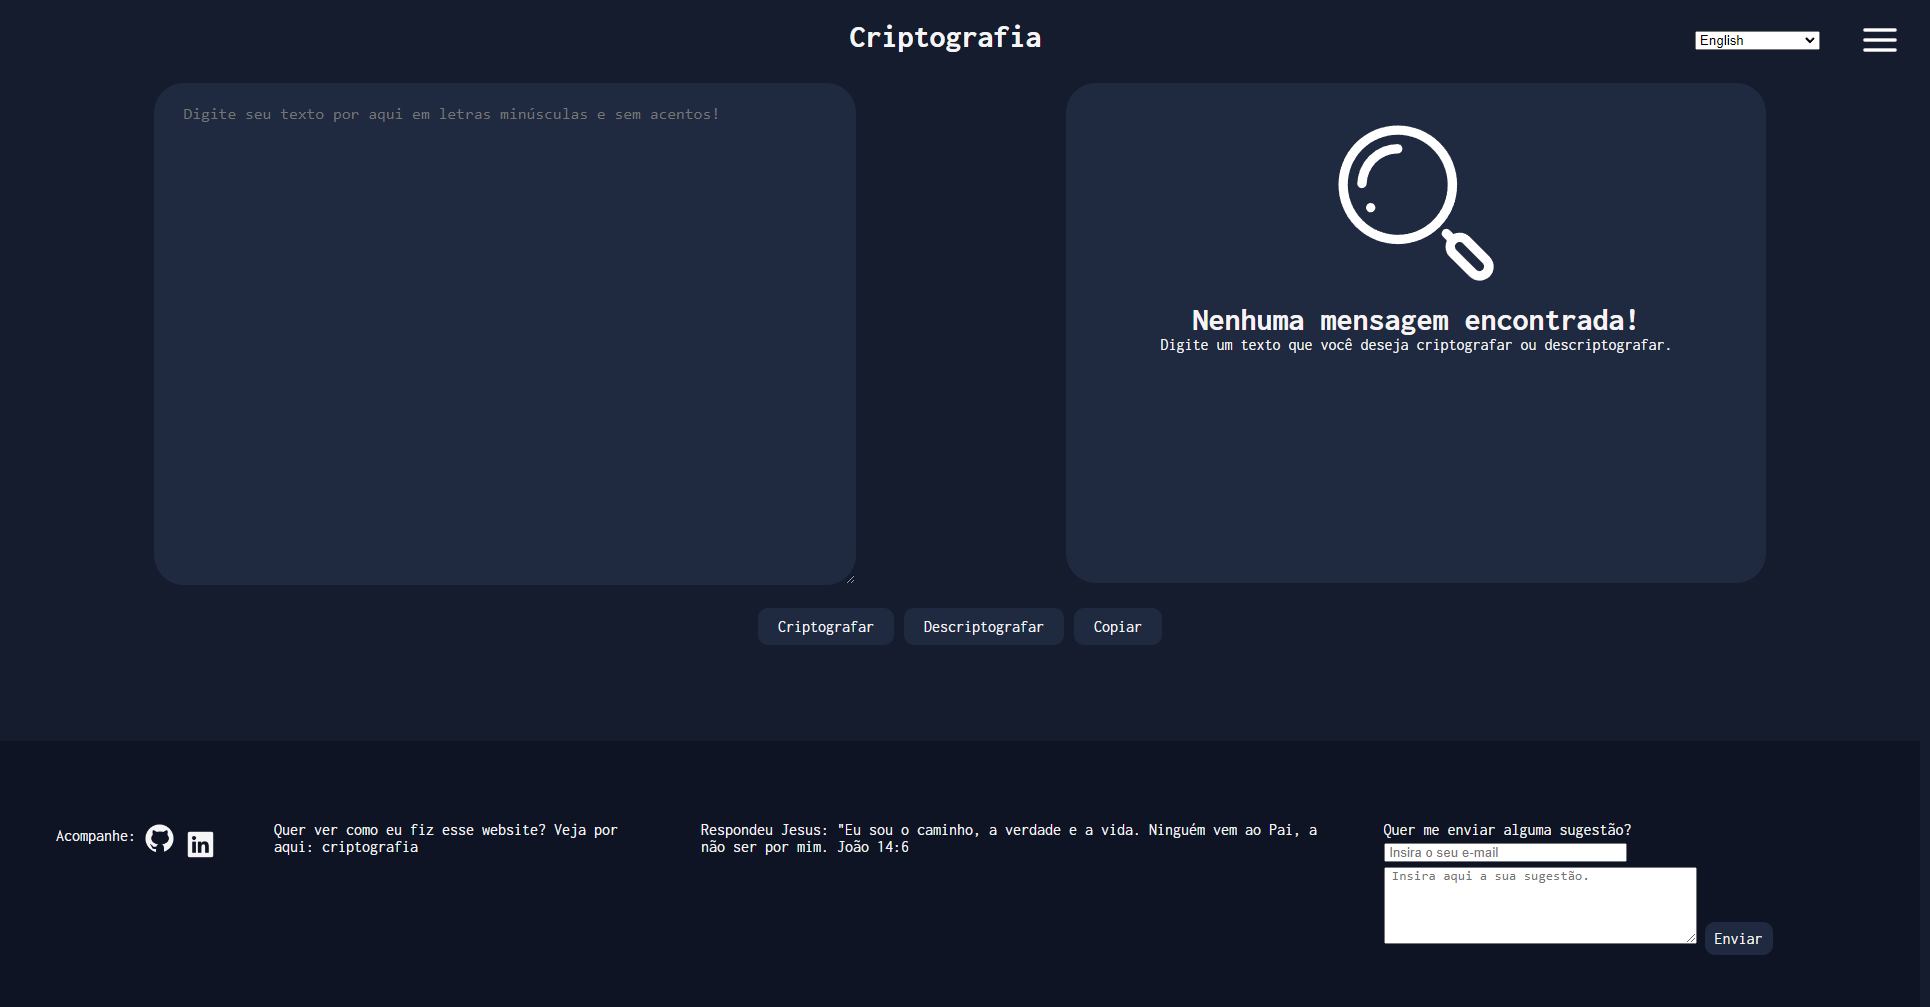 Criptografia
English
Digite seu texto por aqui em letras minúsculas e sem acentos!
Nenhuma mensagem encontrada!
Digite um texto que você deseja criptografar ou descriptografar.
Criptografar
Descriptografar
Copiar
Acompanhe:
Quer ver como eu fiz esse website? Veja por
aqui: criptografia
Respondeu Jesus: "Eu sou o caminho, a verdade e a vida. Ninguém vem ao Pai, a
não ser por mim. João 14:6
Quer me enviar alguma sugestão?
Insira o seu e-mail
Insira aqui a sua sugestão.
Enviar